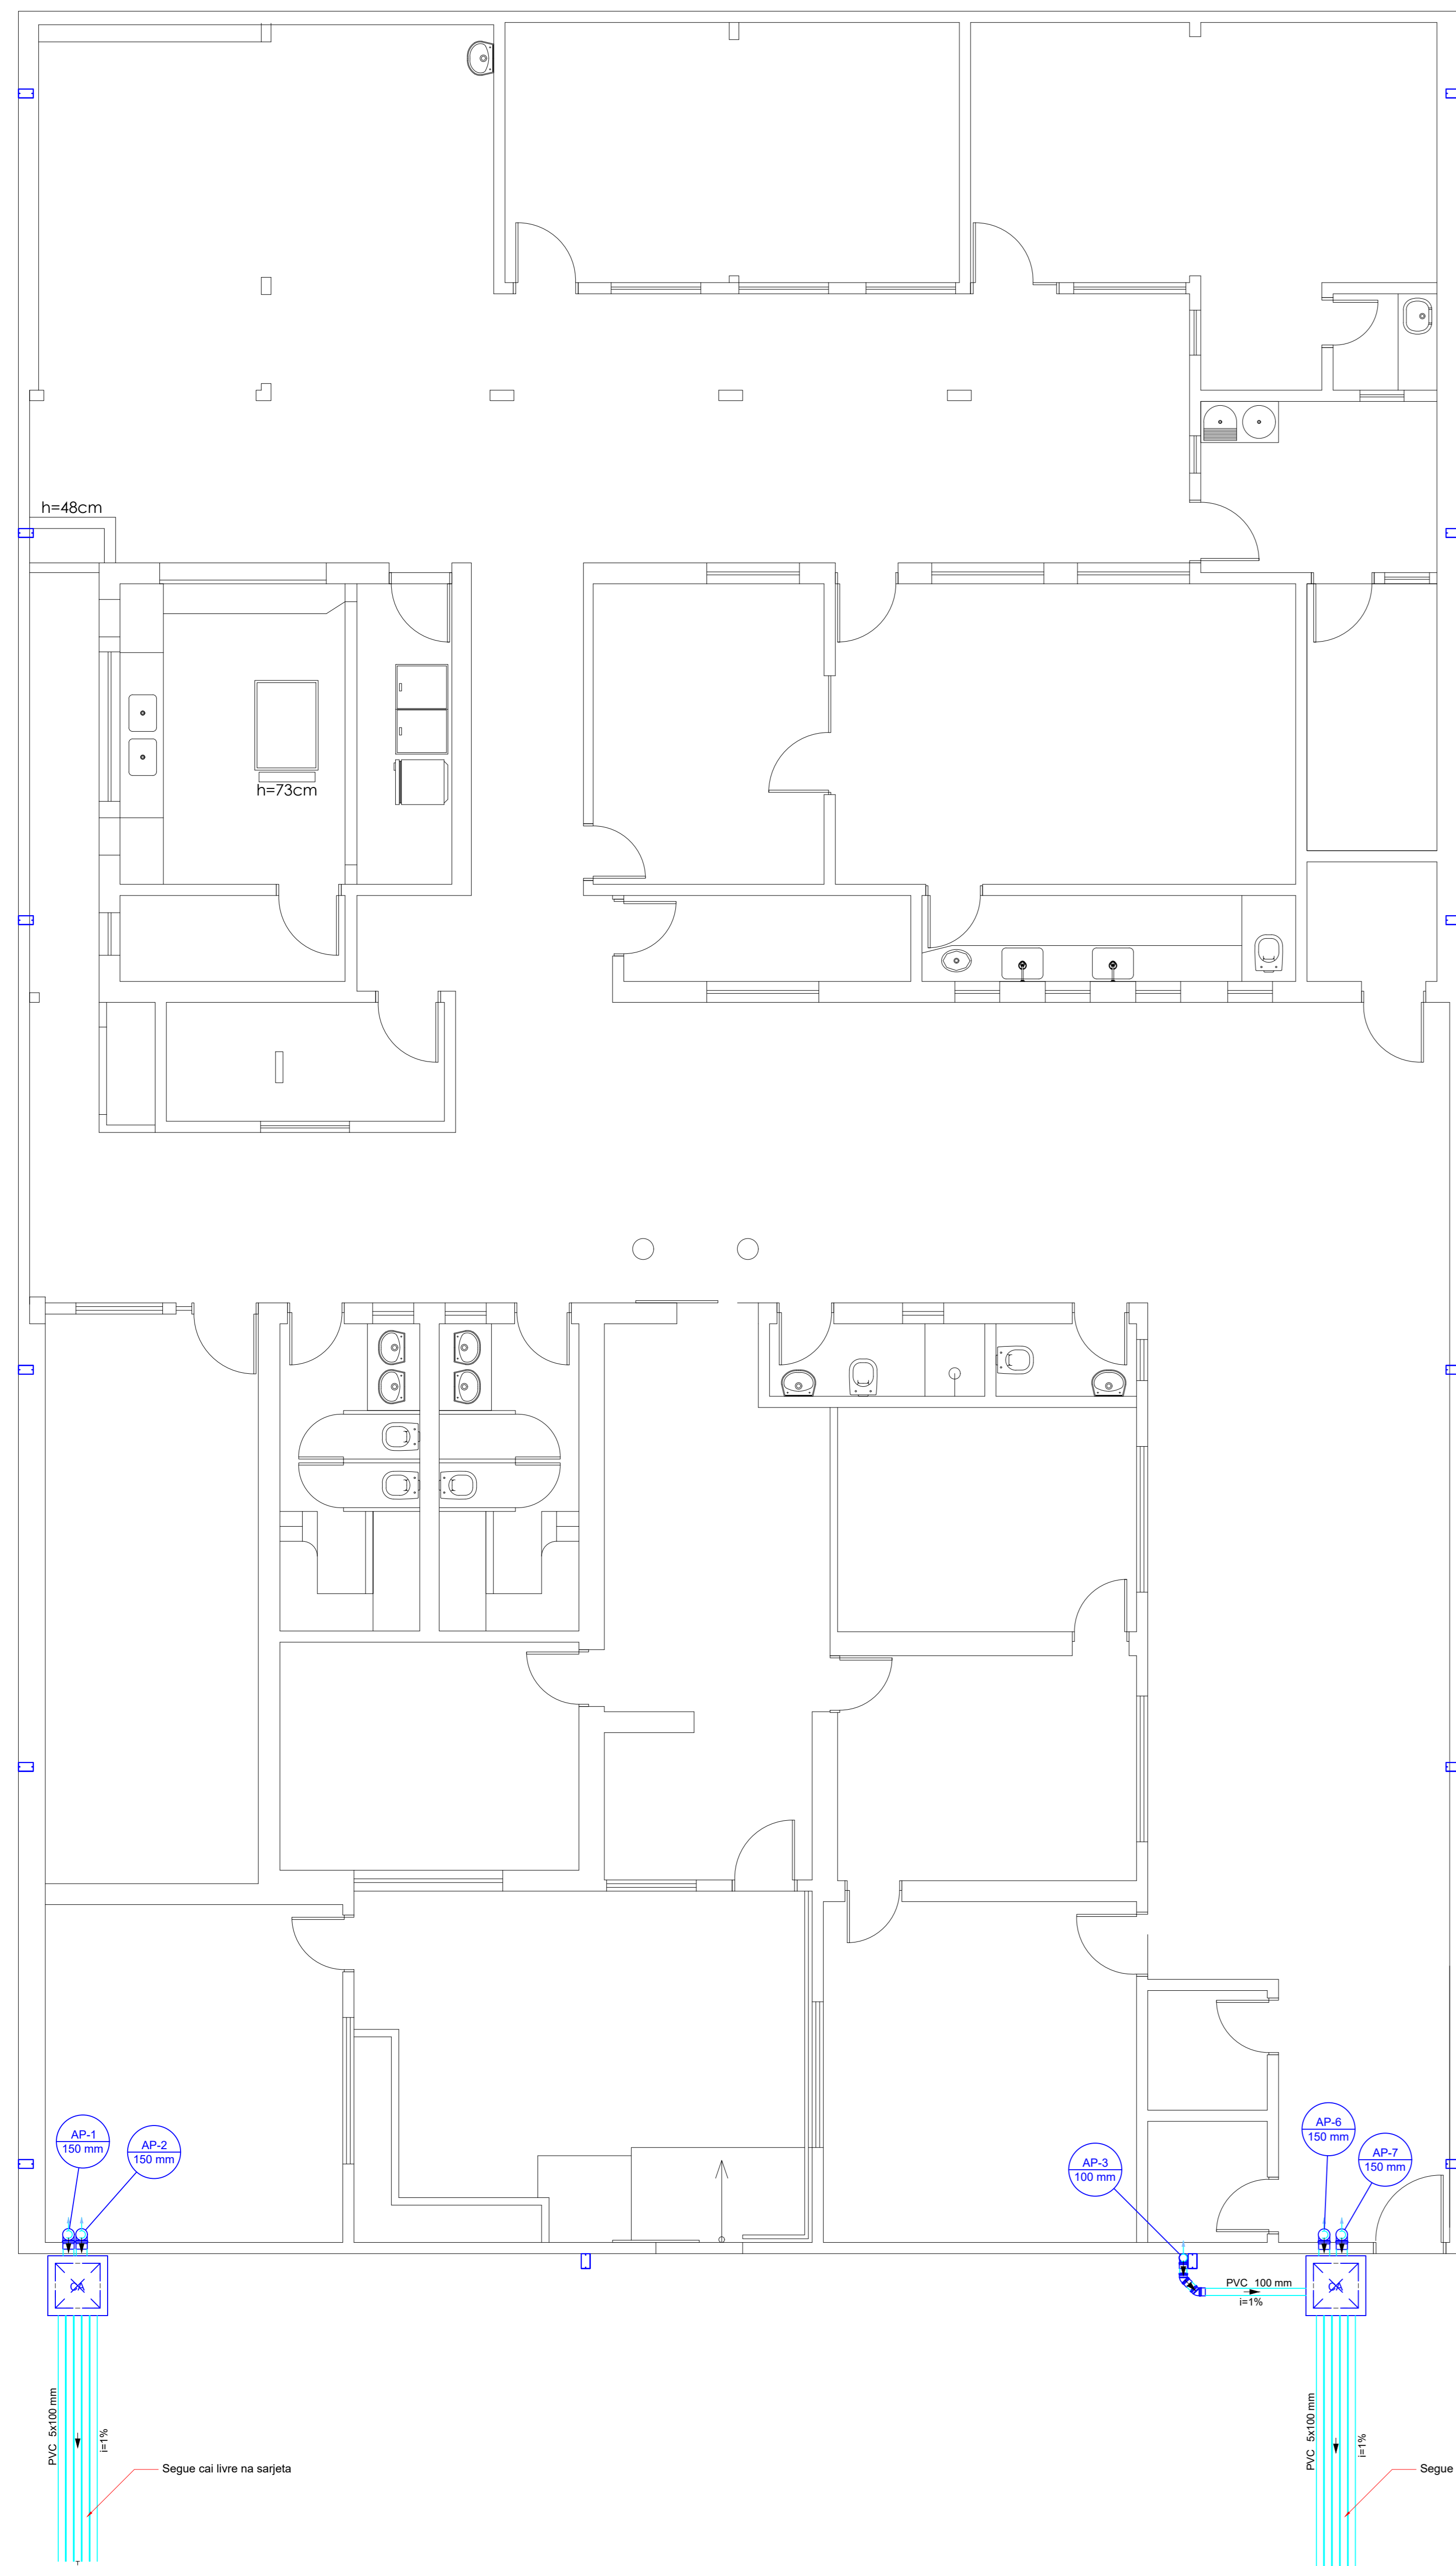 h=48cm
h=73cm
AP-1
150 mm
AP-2
150 mm
AP-3
100 mm
AP-6
150 mm
AP-7
150 mm
CA
PVC 100 mm
i=1%
CA
PVC 5x100 mm
i=1%
Segue cai livre na sarjeta
PVC 5x100 mm
i=1%
Segue